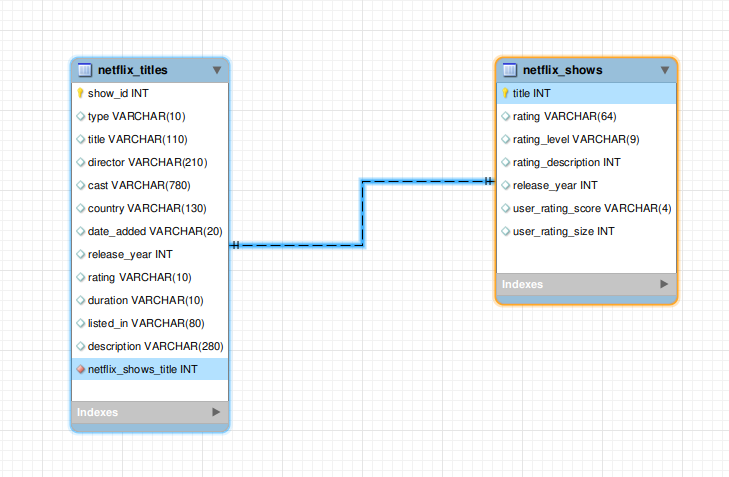 netflix_titles
show_id INT
type VARCHAR(10)
title VARCHAR(110)
director VARCHAR(210)
cast VARCHAR(780)
country VARCHAR(130)
date_added VARCHAR(20)
release_year INT
rating VARCHAR(10)
duration VARCHAR(10)
listed_in VARCHAR(80)
description VARCHAR(280)
netflix_shows_title INT
Indexes
netflix_shows
title INT
rating VARCHAR(64)
rating_level VARCHAR(9)
rating_description INT
release_year INT
user_rating_score VARCHAR(4)
user_rating_size INT
Indexes